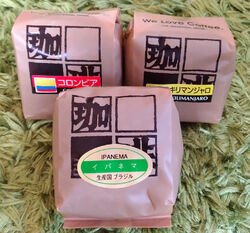 We Love Coffee
珈
琲
コロンビア
珈
琲
キリマンジャロ
KILIMANJARO
珈
琲
IPANEMA
イパネマ
生産国 ブラジル